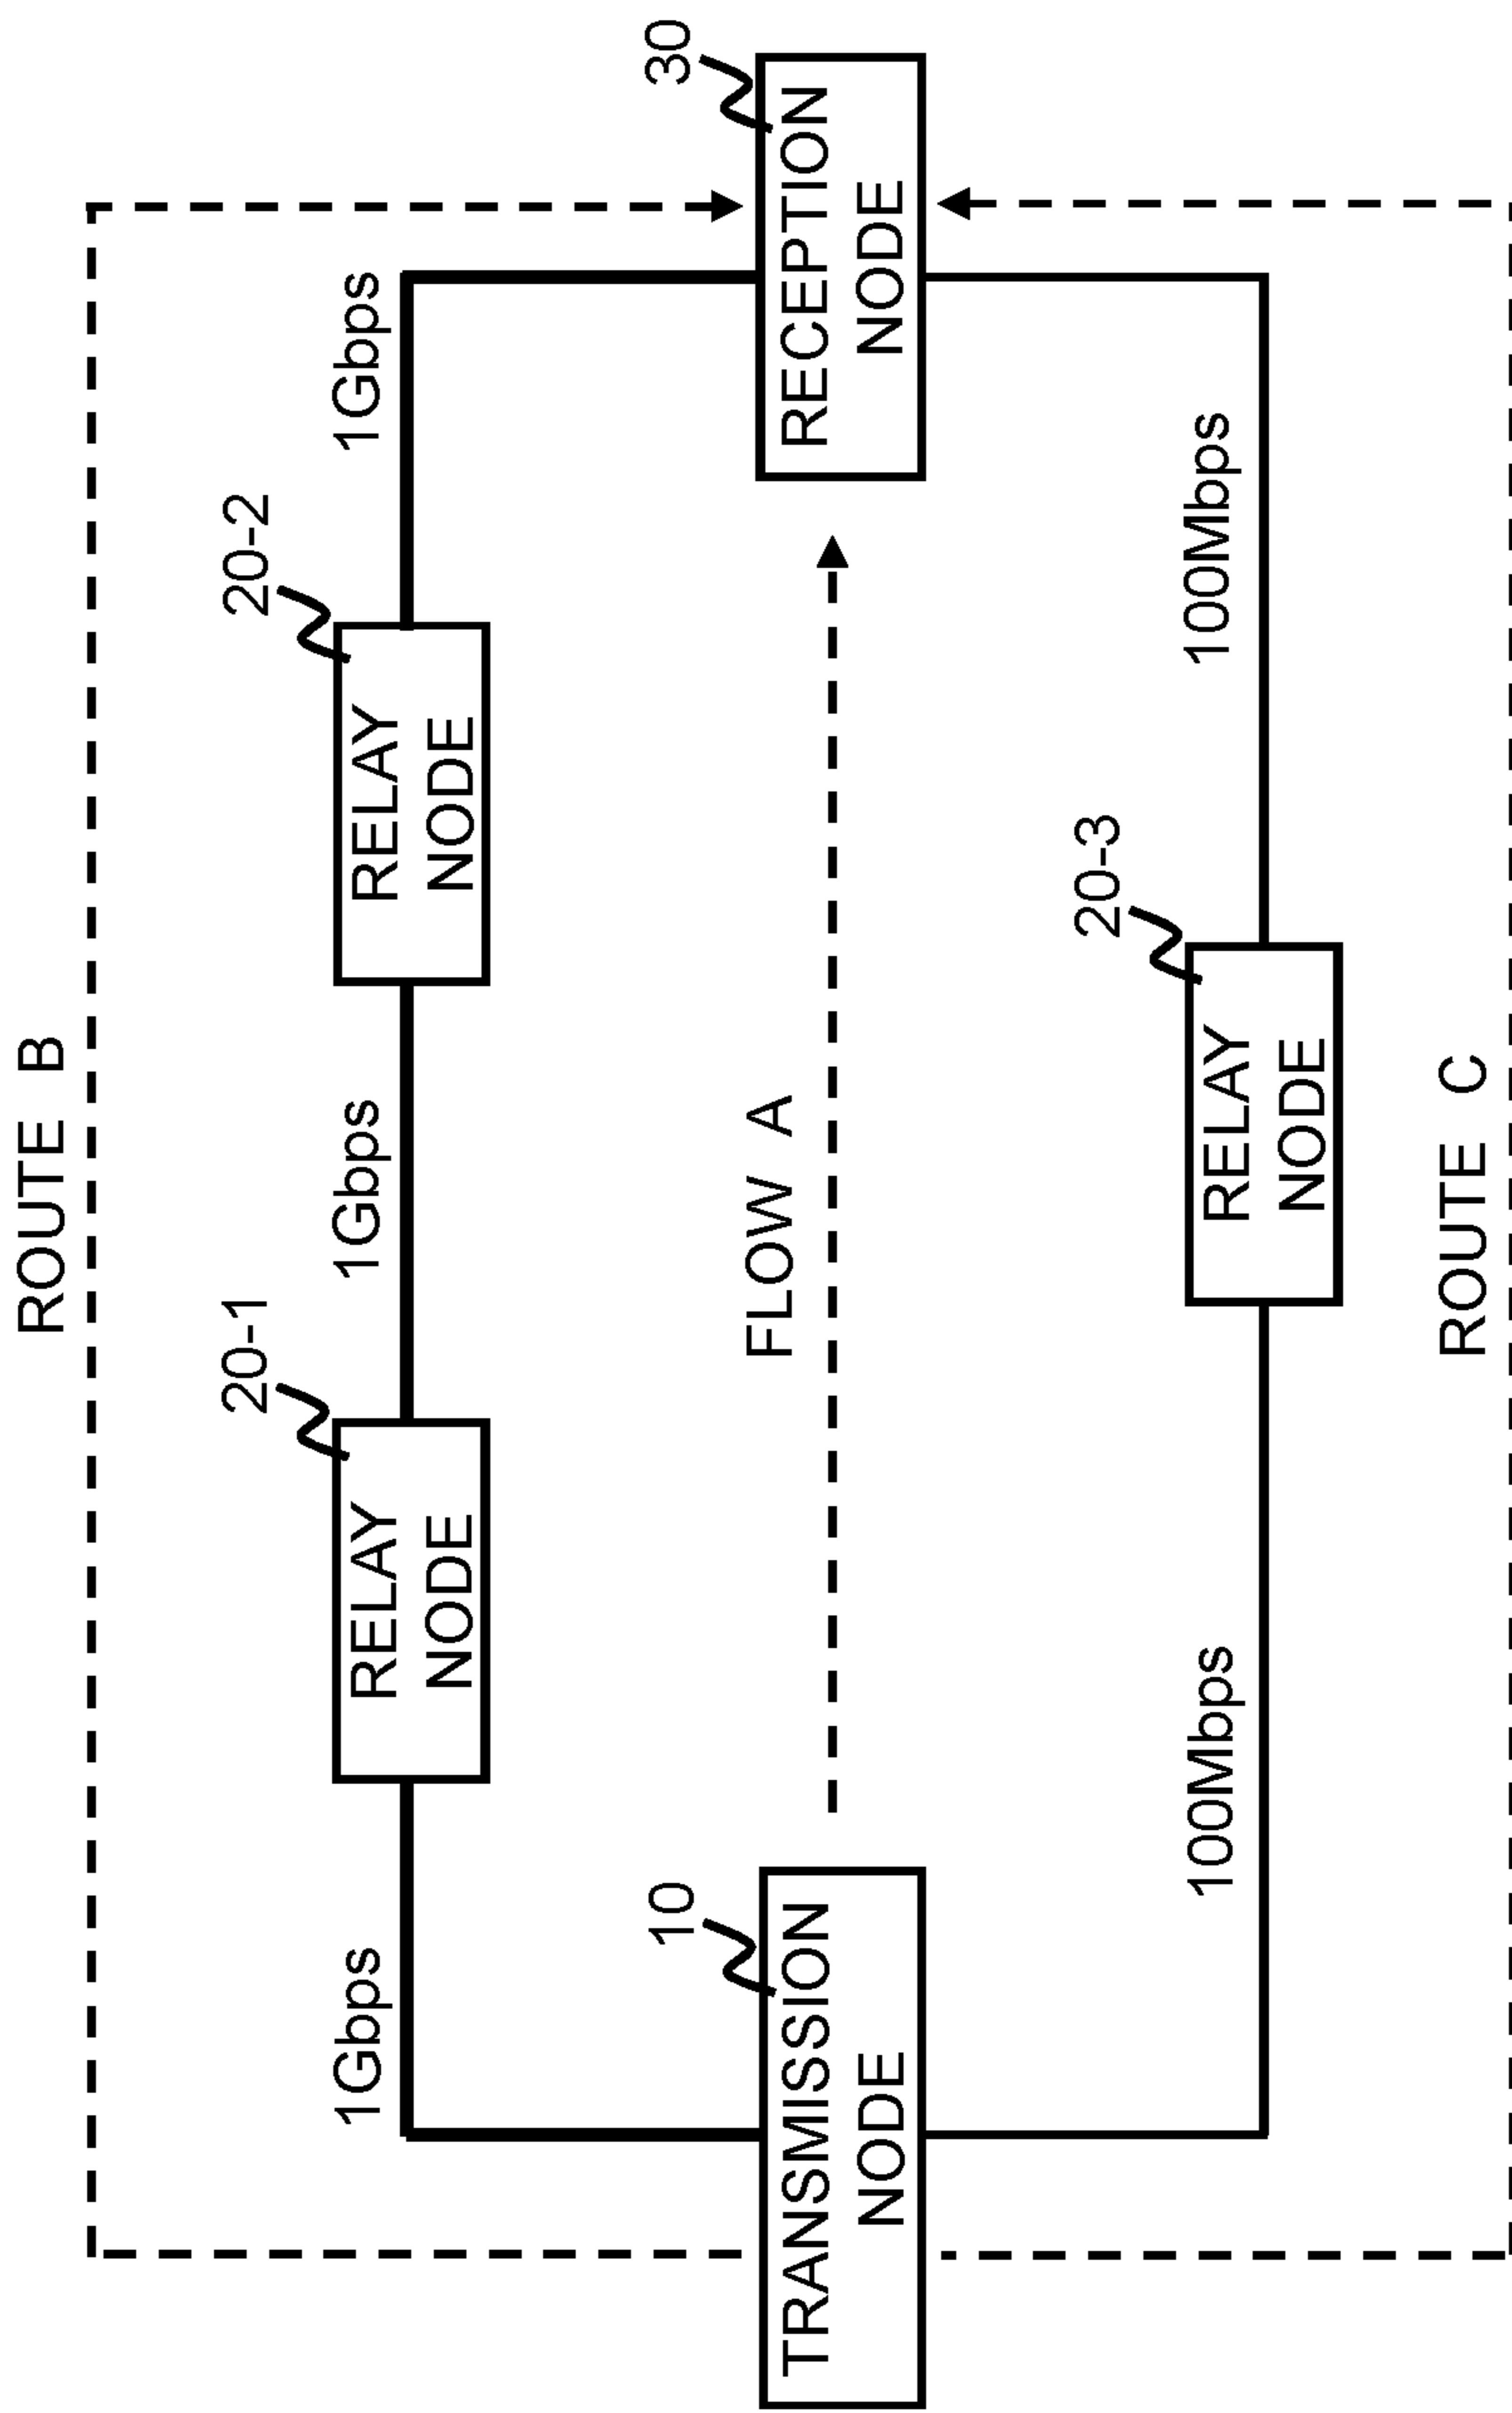 ROUTE B
20-1
20-2
1Gbps
1Gbps
1Gbps
RELAY
NODE
RELAY
NODE
10
30
FLOW A
TRANSMISSION
NODE
RECEPTION
NODE
20-3
100Mbps
100Mbps
RELAY
NODE
ROUTE C